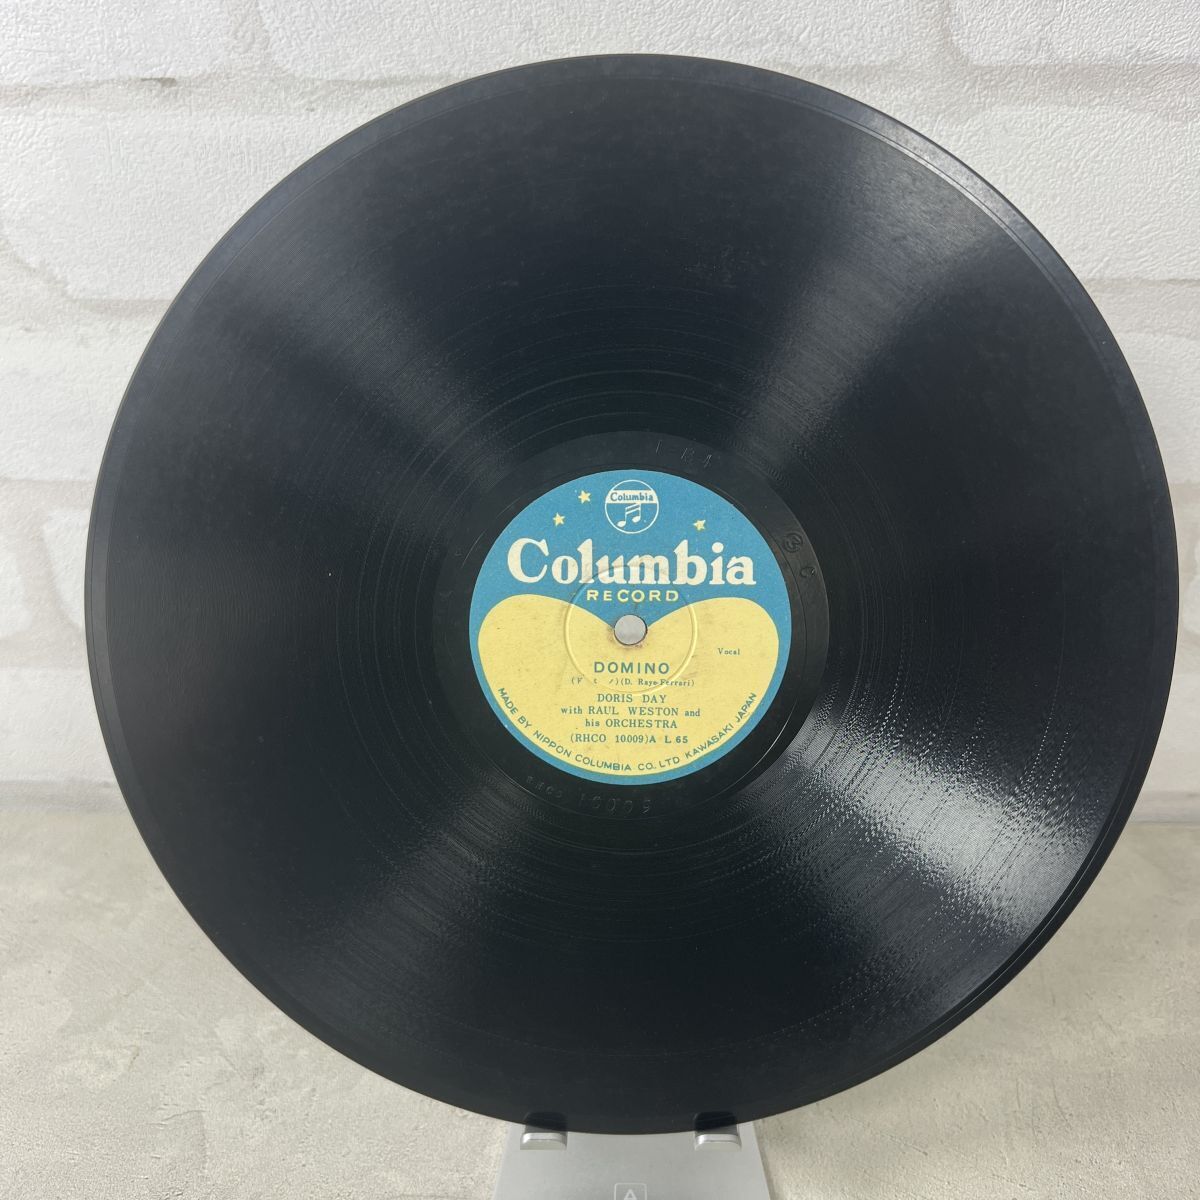 Columbia
Columbia
RECORD
Vocal
DOMINO
(D. Raye-Ferrari)
DORIS DAY
with RAUL WESTON and
his ORCHESTRA
(RHCO 10009)A L 65
MADE BY NIPPON COLUMBIA CO. LTD KAWASAKI JAPAN
10009
A